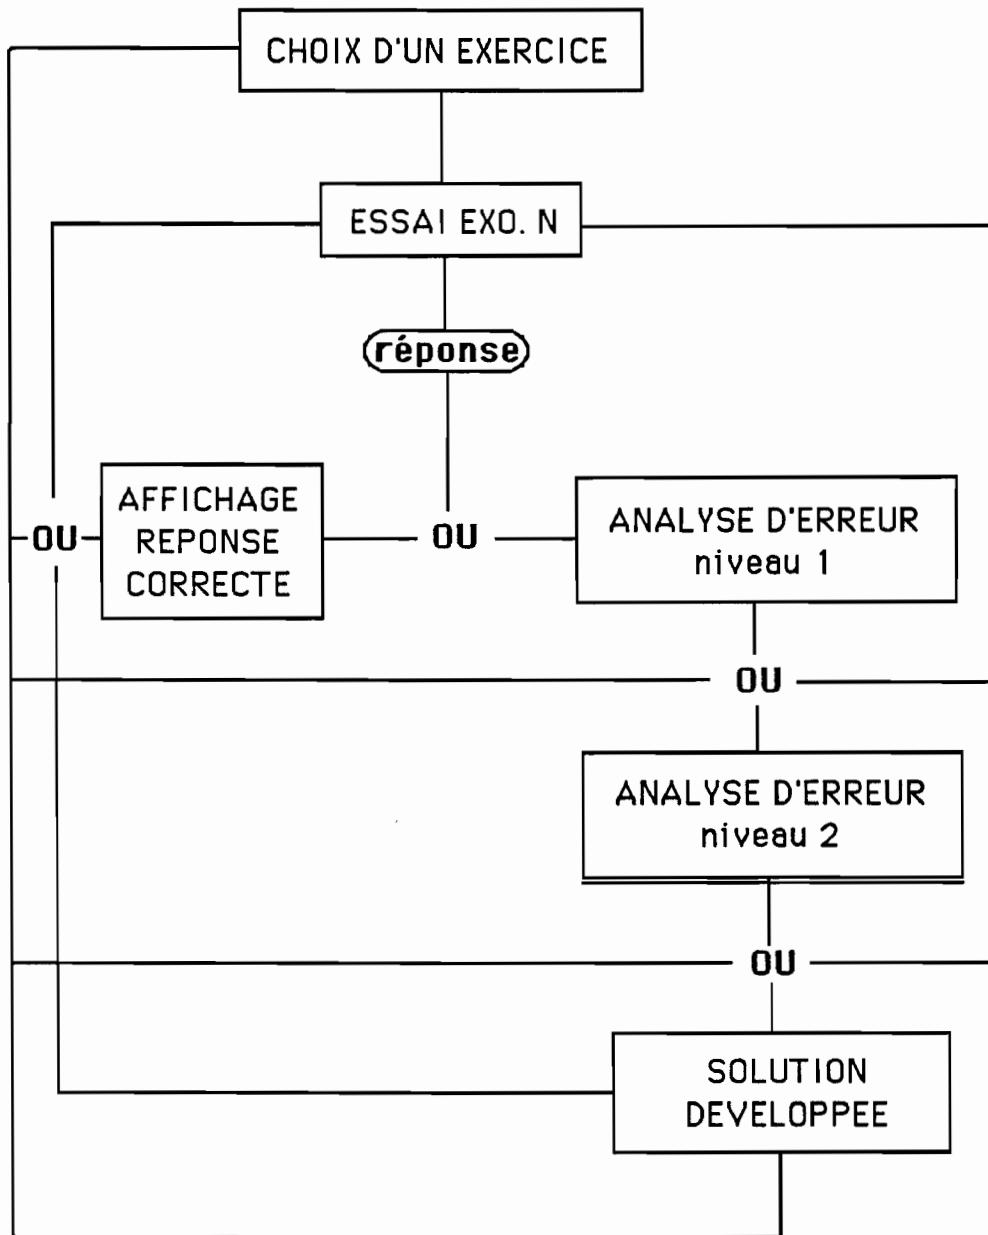 CHOIX D'UN EXERCICE
ESSAI EXO. N
réponse
AFFICHAGE
REPONSE
CORRECTE
OU
OU
ANALYSE D'ERREUR
niveau 1
OU
ANALYSE D'ERREUR
niveau 2
OU
SOLUTION
DEVELOPPEE